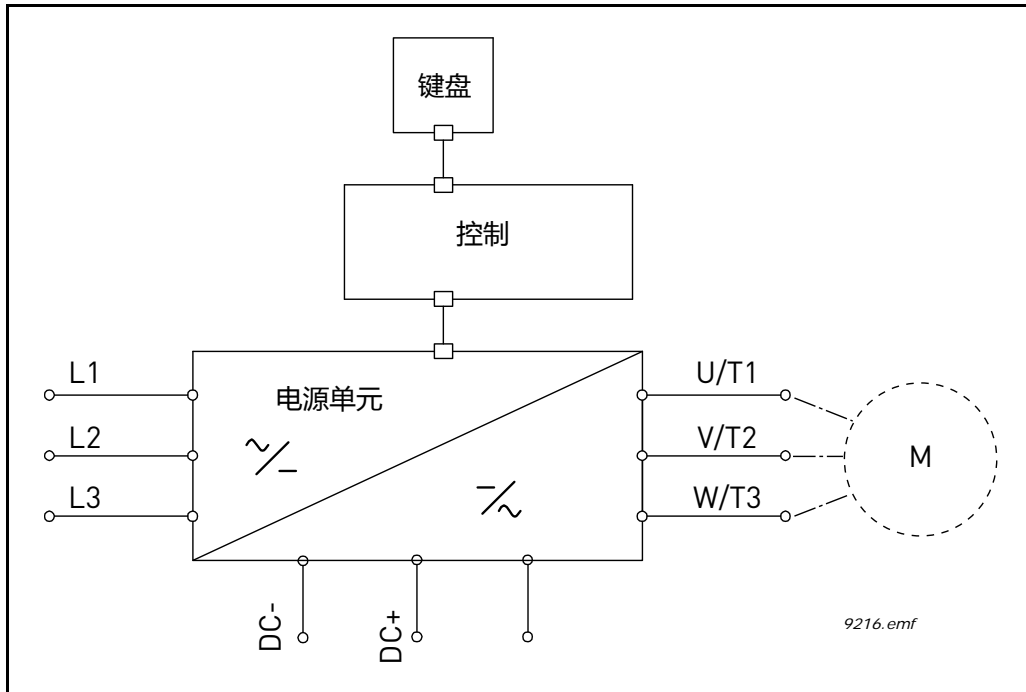 键盘
控制
电源单元
L1
L2
L3
U/T1
V/T2
W/T3
M
DC-
DC+
9216.emf